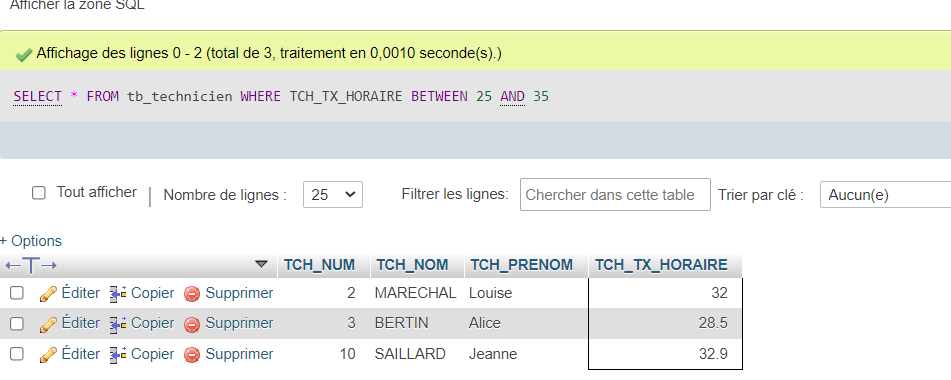 Afficher la zone SQL
Affichage des lignes 0 - 2 (total de 3, traitement en 0,0010 seconde(s).)
SELECT * FROM tb_technicien WHERE TCH_TX_HORAIRE BETWEEN 25 AND 35
Tout afficher | Nombre de lignes : 25 Filtrer les lignes: Chercher dans cette table Trier par clé : Aucun(e)
+ Options
←T→ TCH_NUM TCH_NOM TCH_PRENOM TCH_TX_HORAIRE
Éditer Copier Supprimer 2 MARECHAL Louise 32
Éditer Copier Supprimer 3 BERTIN Alice 28.5
Éditer Copier Supprimer 10 SAILLARD Jeanne 32.9